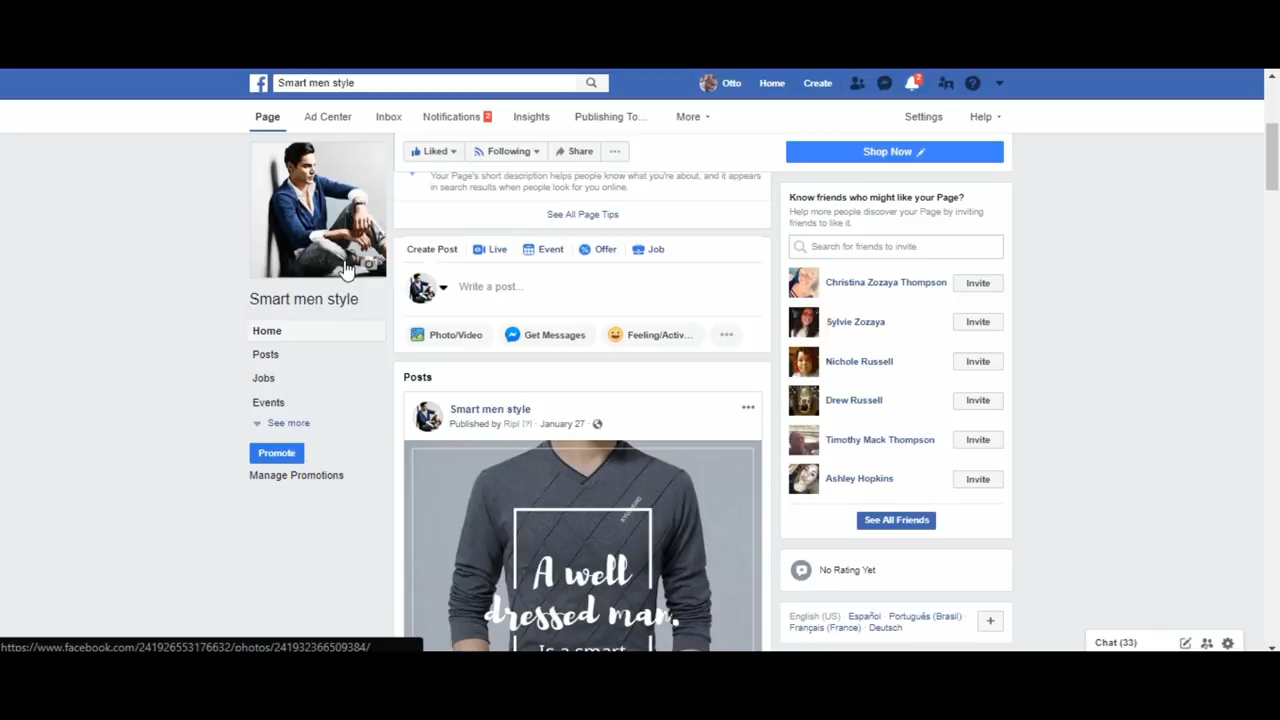 Smart men style
Otto
Home
Create
2
Page
Ad Center
Inbox
Notifications 2
Insights
Publishing To...
More
Settings
Help
Liked
Following
Share
Shop Now
Your Page's short description helps people know what you're about, and it appears
in search results when people look for you online.
See All Page Tips
Smart men style
Home
Posts
Jobs
Events
See more
Promote
Manage Promotions
Create Post
Live
Event
Offer
Job
Write a post...
Photo/Video
Get Messages
Feeling/Activ...
Posts
Smart men style
Published by Ripl [?] · January 27 ·
A well
dressed man.
Is a smart
Know friends who might like your Page?
Help more people discover your Page by inviting
friends to like it.
Search for friends to invite
Christina Zozaya Thompson Invite
Sylvie Zozaya Invite
Nichole Russell Invite
Drew Russell Invite
Timothy Mack Thompson Invite
Ashley Hopkins Invite
See All Friends
No Rating Yet
English (US) · Español · Português (Brasil) ·
Français (France) · Deutsch
Chat (33)
https://www.facebook.com/241926553176632/photos/241932366509384/